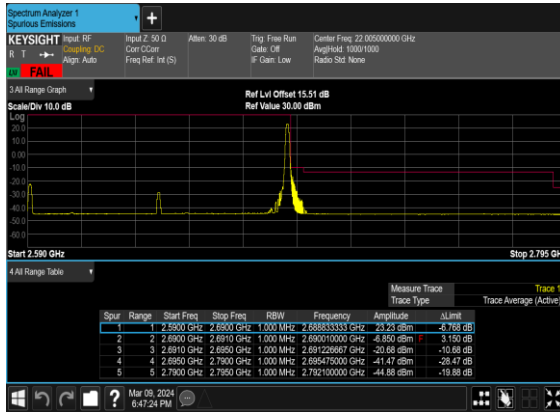 Spectrum Analyzer 1
Spurious Emissions
KEYSIGHT Input: RF Input Z: 50 Ω Atten: 30 dB Trig: Free Run Center Freq: 22.005000000 GHz
R T Coupling: DC Corr CCorr Gate: Off Avg|Hold: 1000/1000
Align: Auto Freq Ref: Int (S) IF Gain: Low Radio Std: None
FAIL
3 All Range Graph
Ref Lvl Offset 15.51 dB
Scale/Div 10.0 dB Ref Value 30.00 dBm
Log
20.0
10.0
0.00
-10.0
-20.0
-30.0
-40.0
-50.0
-60.0
Start 2.590 GHz Stop 2.795 GH
4 All Range Table
Measure Trace Trace 1
Trace Type Trace Average (Active)
Spur Range Start Freq Stop Freq RBW Frequency Amplitude ΔLimit
1 1 2.5900 GHz 2.6900 GHz 1.000 MHz 2.688833333 GHz 23.23 dBm -6.768 dB
2 2 2.6900 GHz 2.6910 GHz 1.000 MHz 2.690010000 GHz -6.850 dBm F 3.150 dB
3 3 2.6910 GHz 2.6950 GHz 1.000 MHz 2.691226667 GHz -20.68 dBm -10.68 dB
4 4 2.6950 GHz 2.7900 GHz 1.000 MHz 2.695475000 GHz -41.47 dBm -28.47 dB
5 5 2.7900 GHz 2.7950 GHz 1.000 MHz 2.792100000 GHz -44.88 dBm -19.88 dB
Mar 09, 2024
6:47:24 PM